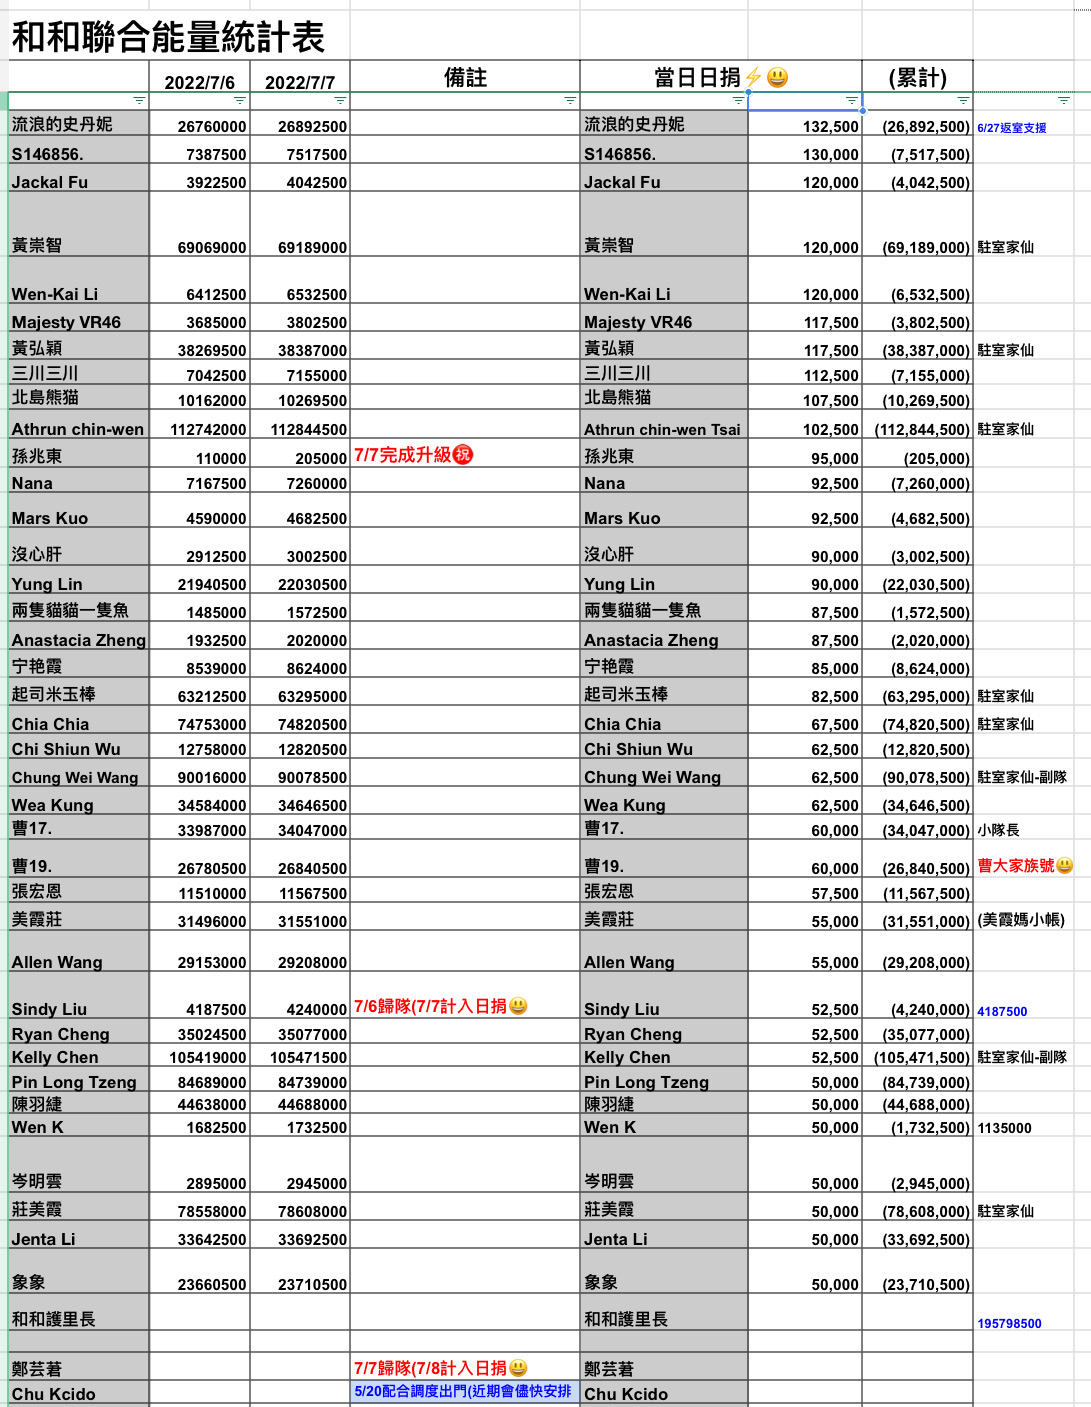 和和聯合能量統計表
2022/7/6 2022/7/7 備註 當日日捐⚡😃 (累計)
流浪的史丹妮 26760000 26892500 流浪的史丹妮 132,500 (26,892,500) 6/27返室支援
S146856. 7387500 7517500 S146856. 130,000 (7,517,500)
Jackal Fu 3922500 4042500 Jackal Fu 120,000 (4,042,500)
黃崇智 69069000 69189000 黃崇智 120,000 (69,189,000) 駐室家仙
Wen-Kai Li 6412500 6532500 Wen-Kai Li 120,000 (6,532,500)
Majesty VR46 3685000 3802500 Majesty VR46 117,500 (3,802,500)
黃弘穎 38269500 38387000 黃弘穎 117,500 (38,387,000) 駐室家仙
三川三川 7042500 7155000 三川三川 112,500 (7,155,000)
北島熊猫 10162000 10269500 北島熊猫 107,500 (10,269,500)
Athrun chin-wen 112742000 112844500 Athrun chin-wen Tsai 102,500 (112,844,500) 駐室家仙
孫兆東 110000 205000 7/7完成升級㊗️ 孫兆東 95,000 (205,000)
Nana 7167500 7260000 Nana 92,500 (7,260,000)
Mars Kuo 4590000 4682500 Mars Kuo 92,500 (4,682,500)
沒心肝 2912500 3002500 沒心肝 90,000 (3,002,500)
Yung Lin 21940500 22030500 Yung Lin 90,000 (22,030,500)
兩隻貓貓一隻魚 1485000 1572500 兩隻貓貓一隻魚 87,500 (1,572,500)
Anastacia Zheng 1932500 2020000 Anastacia Zheng 87,500 (2,020,000)
宁艳霞 8539000 8624000 宁艳霞 85,000 (8,624,000)
起司米玉棒 63212500 63295000 起司米玉棒 82,500 (63,295,000) 駐室家仙
Chia Chia 74753000 74820500 Chia Chia 67,500 (74,820,500) 駐室家仙
Chi Shiun Wu 12758000 12820500 Chi Shiun Wu 62,500 (12,820,500)
Chung Wei Wang 90016000 90078500 Chung Wei Wang 62,500 (90,078,500) 駐室家仙-副隊
Wea Kung 34584000 34646500 Wea Kung 62,500 (34,646,500)
曹17. 33987000 34047000 曹17. 60,000 (34,047,000) 小隊長
曹19. 26780500 26840500 曹19. 60,000 (26,840,500) 曹大家族號😃
張宏恩 11510000 11567500 張宏恩 57,500 (11,567,500)
美霞莊 31496000 31551000 美霞莊 55,000 (31,551,000) (美霞媽小帳)
Allen Wang 29153000 29208000 Allen Wang 55,000 (29,208,000)
Sindy Liu 4187500 4240000 7/6歸隊(7/7計入日捐😃 Sindy Liu 52,500 (4,240,000) 4187500
Ryan Cheng 35024500 35077000 Ryan Cheng 52,500 (35,077,000)
Kelly Chen 105419000 105471500 Kelly Chen 52,500 (105,471,500) 駐室家仙-副隊
Pin Long Tzeng 84689000 84739000 Pin Long Tzeng 50,000 (84,739,000)
陳羽緁 44638000 44688000 陳羽緁 50,000 (44,688,000)
Wen K 1682500 1732500 Wen K 50,000 (1,732,500) 1135000
岑明雲 2895000 2945000 岑明雲 50,000 (2,945,000)
莊美霞 78558000 78608000 莊美霞 50,000 (78,608,000) 駐室家仙
Jenta Li 33642500 33692500 Jenta Li 50,000 (33,692,500)
象象 23660500 23710500 象象 50,000 (23,710,500)
和和護里長 和和護里長 195798500
鄭芸莙 7/7歸隊(7/8計入日捐😃 鄭芸莙
Chu Kcido 5/20配合調度出門(近期會儘快安排 Chu Kcido